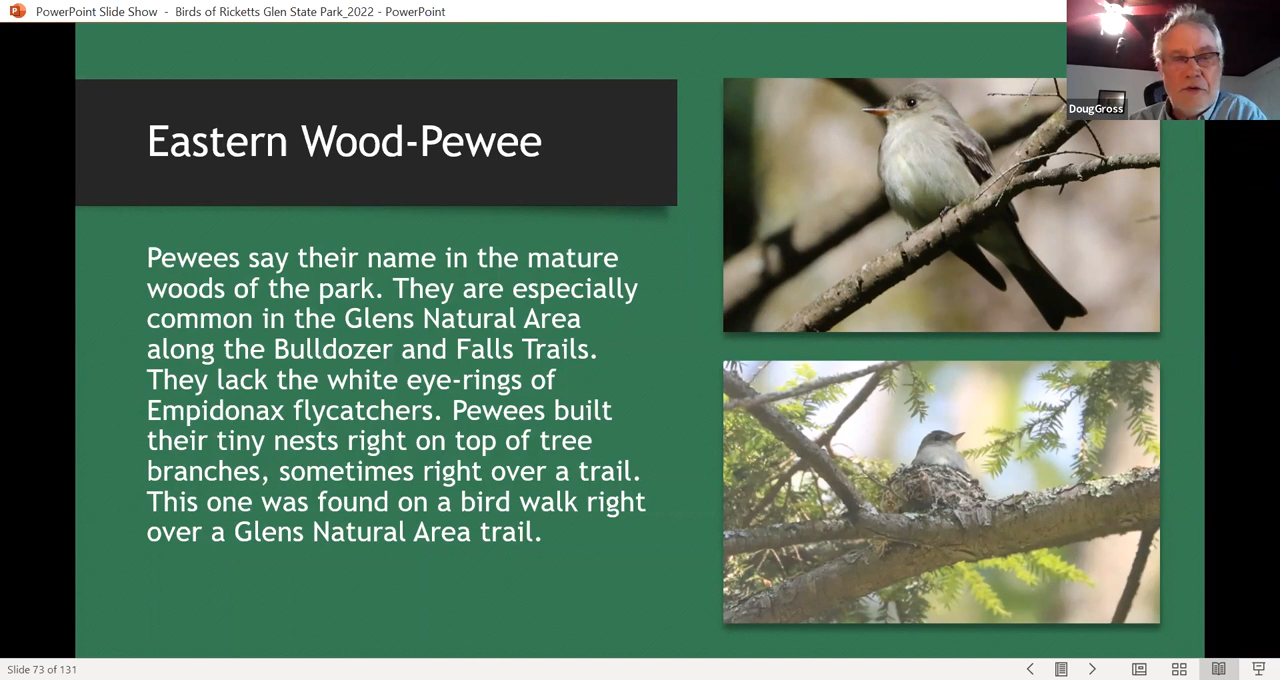 PowerPoint Slide Show - Birds of Ricketts Glen State Park_2022 - PowerPoint
DougGross
Eastern Wood-Pewee
Pewees say their name in the mature
woods of the park. They are especially
common in the Glens Natural Area
along the Bulldozer and Falls Trails.
They lack the white eye-rings of
Empidonax flycatchers. Pewees built
their tiny nests right on top of tree
branches, sometimes right over a trail.
This one was found on a bird walk right
over a Glens Natural Area trail.
Slide 73 of 131